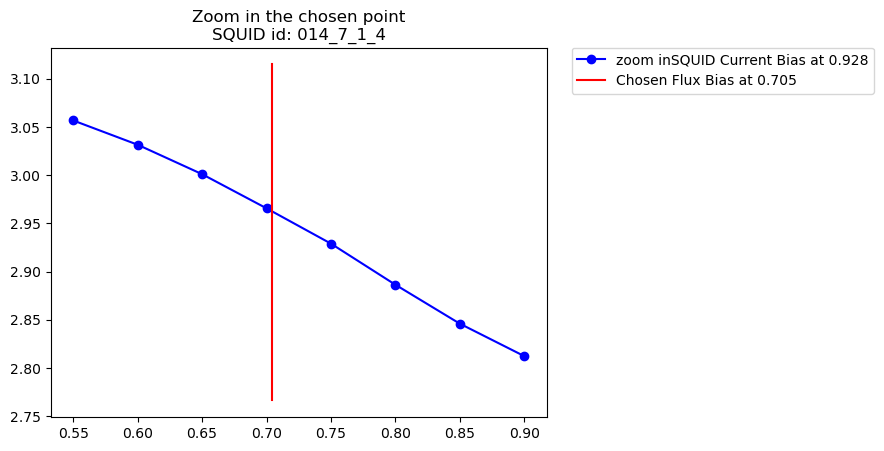 Zoom in the chosen point
SQUID id: 014_7_1_4
zoom inSQUID Current Bias at 0.928
Chosen Flux Bias at 0.705
3.10
3.05
3.00
2.95
2.90
2.85
2.80
2.75
0.55 0.60 0.65 0.70 0.75 0.80 0.85 0.90